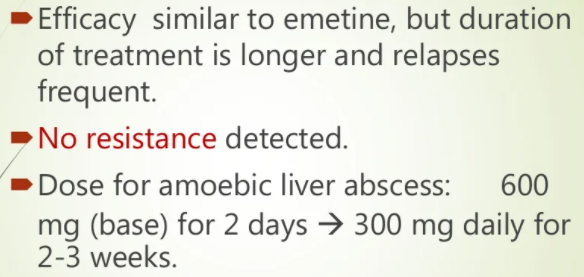 Efficacy similar to emetine, but duration
of treatment is longer and relapses
frequent.
No resistance detected.
Dose for amoebic liver abscess: 600
mg (base) for 2 days → 300 mg daily for
2-3 weeks.